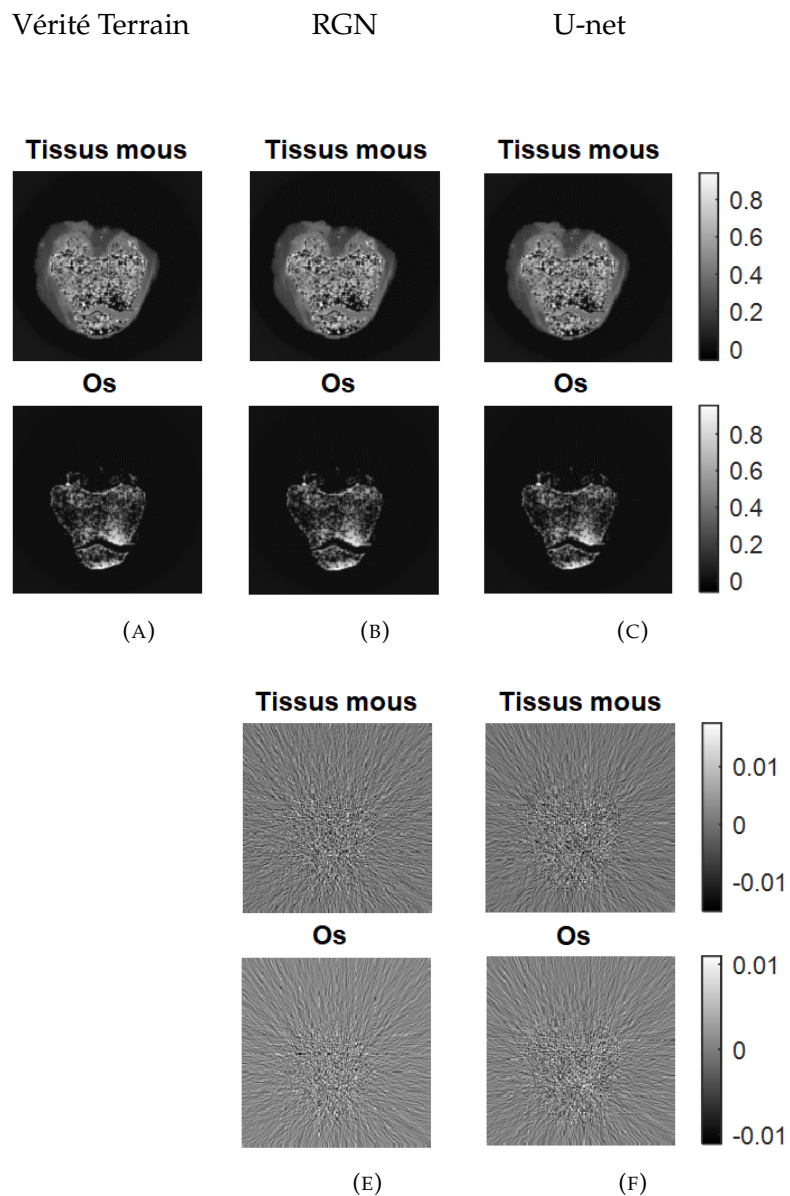 Vérité Terrain RGN U-net
Tissus mous Tissus mous Tissus mous
0.8
0.6
0.4
0.2
0
Os Os Os
0.8
0.6
0.4
0.2
0
(A) (B) (C)
Tissus mous Tissus mous
0.01
0
-0.01
Os Os
0.01
0
-0.01
(E) (F)